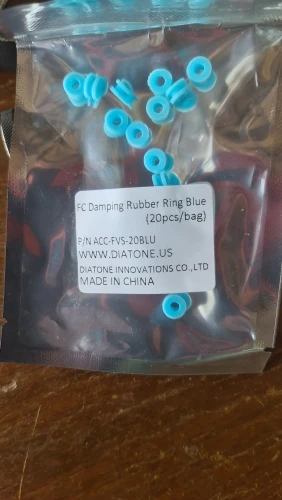 FC Damping Rubber Ring Blue
(20pcs/bag)
P/N ACC-FVS-20BLU
WWW.DIATONE.US
DIATONE INNOVATIONS CO.,LTD
MADE IN CHINA